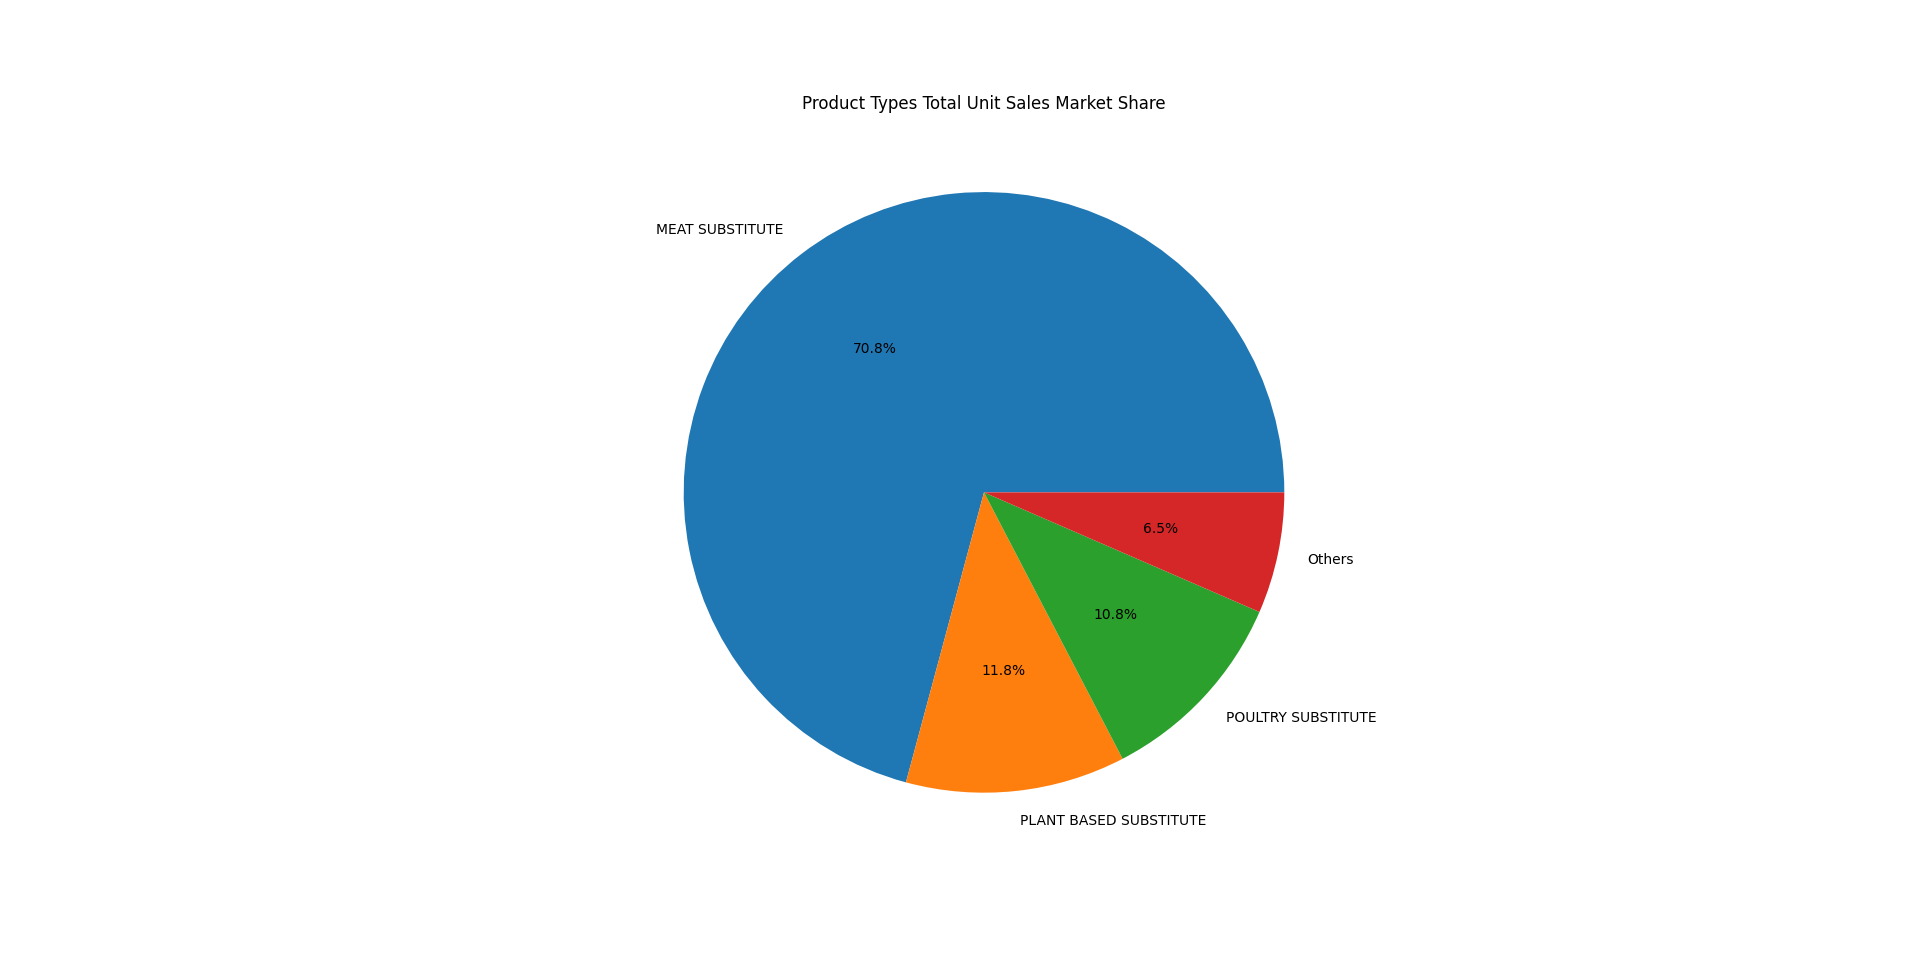 Product Types Total Unit Sales Market Share
MEAT SUBSTITUTE
70.8%
6.5%
Others
10.8%
11.8%
POULTRY SUBSTITUTE
PLANT BASED SUBSTITUTE